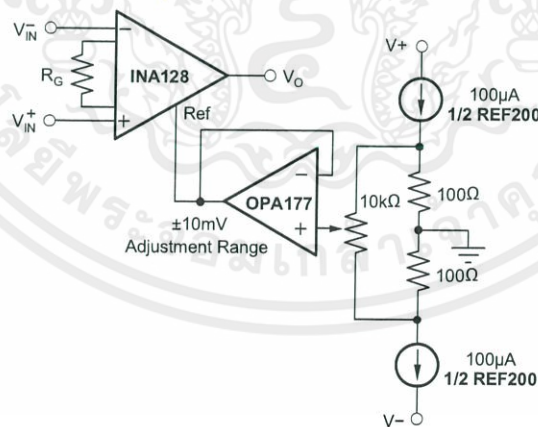 V⁻IN
V+
INA128
RG
VO
V⁺IN
Ref
100µA
1/2 REF200
−
+
OPA177
±10mV
Adjustment Range
10kΩ
100Ω
100Ω
100µA
1/2 REF200
V−